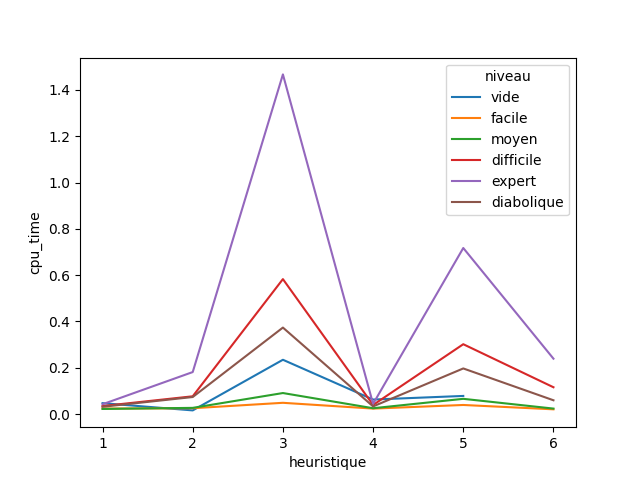 niveau
vide
facile
moyen
difficile
expert
diabolique
1.4
1.2
1.0
0.8
0.6
0.4
0.2
0.0
cpu_time
1 2 3 4 5 6
heuristique